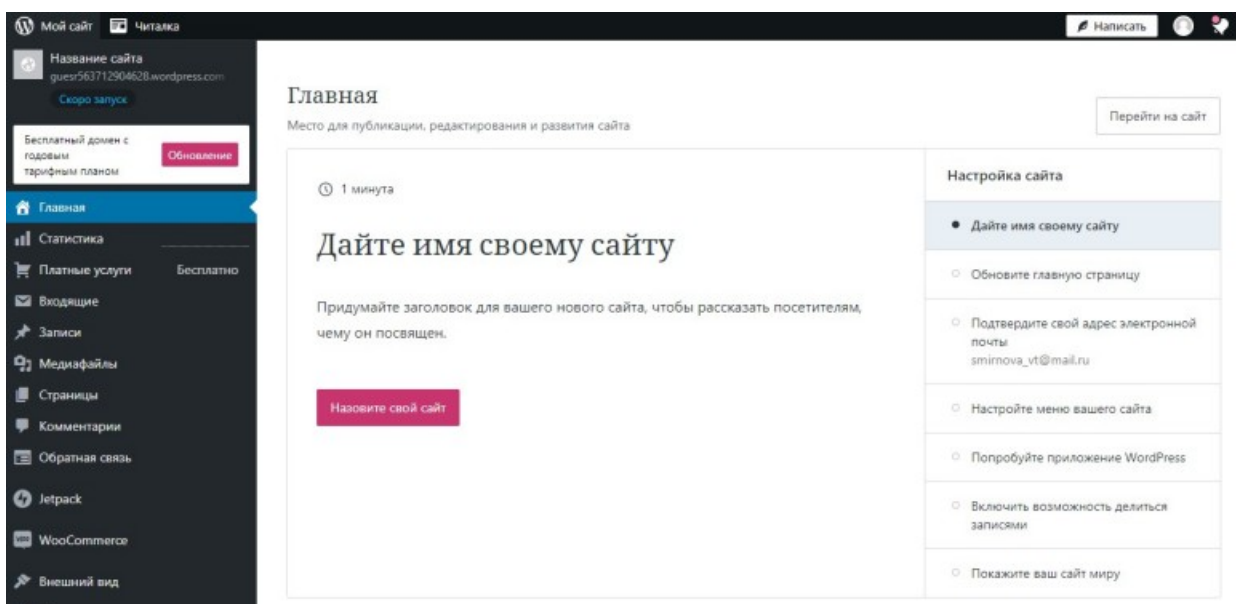 Мой сайт
Читалка
Написать
Название сайта
guesr563712904628.wordpress.com
Скоро запуск
Бесплатный домен с
годовым
тарифным планом
Обновление
Главная
Статистика
Платные услуги
Бесплатно
Входящие
Записи
Медиафайлы
Страницы
Комментарии
Обратная связь
Jetpack
WooCommerce
Внешний вид
Главная
Место для публикации, редактирования и развития сайта
Перейти на сайт
1 минута
Дайте имя своему сайту
Придумайте заголовок для вашего нового сайта, чтобы рассказать посетителям,
чему он посвящен.
Назовите свой сайт
Настройка сайта
Дайте имя своему сайту
Обновите главную страницу
Подтвердите свой адрес электронной
почты
smirnova_vt@mail.ru
Настройте меню вашего сайта
Попробуйте приложение WordPress
Включить возможность делиться
записями
Покажите ваш сайт миру